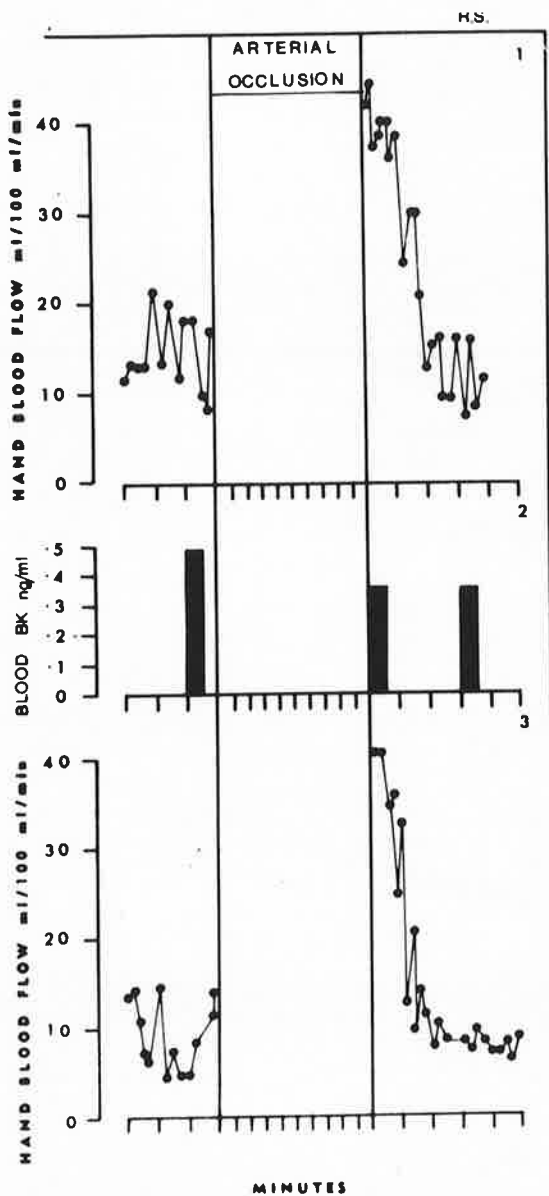 H.S.
1
ARTERIAL
OCCLUSION
HAND BLOOD FLOW ml/100 ml/min
40
30
20
10
0
2
BLOOD BK ng/ml
·5
·4
·3
·2
·1
0
3
HAND BLOOD FLOW ml/100 ml/min
40
30
20
10
0
MINUTES